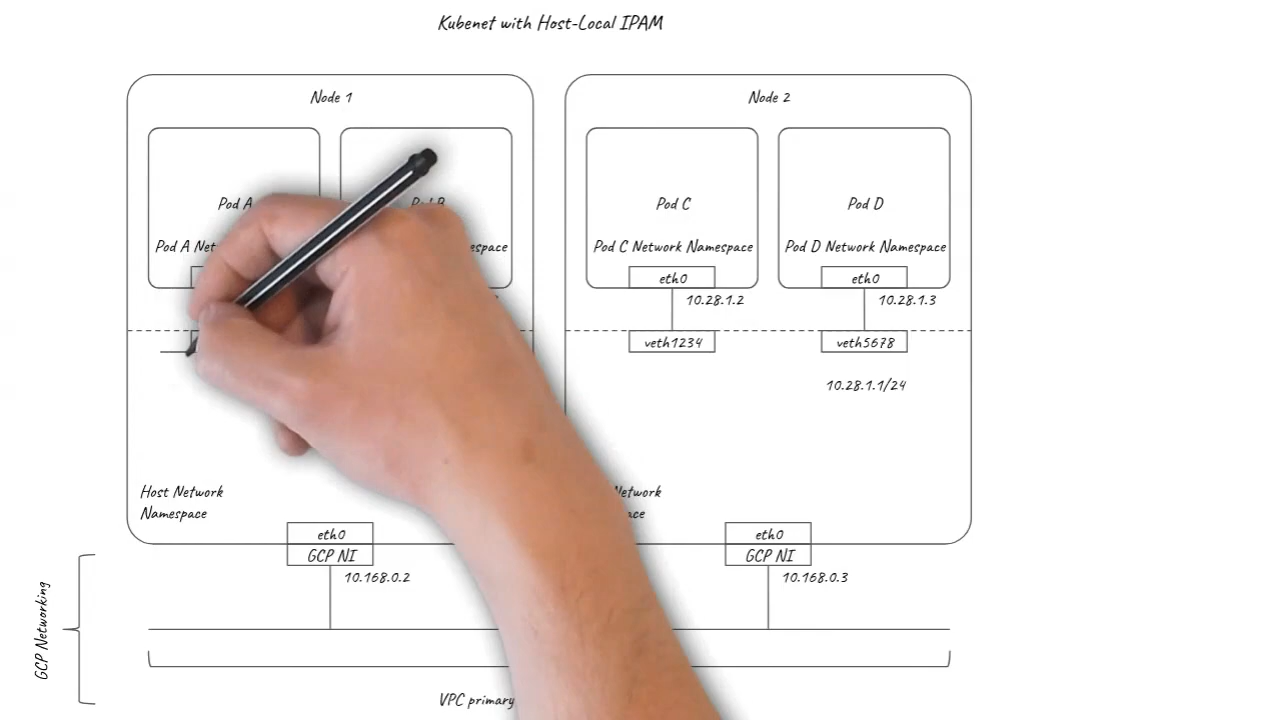 Kubenet with Host-Local IPAM
Node 1
Node 2
Pod A
Pod C
Pod D
Pod A
Pod C Network Namespace
Pod D Network Namespace
eth0
eth0
10.28.1.2
10.28.1.3
veth1234
veth5678
10.28.1.1/24
Host Network
Namespace
eth0
eth0
GCP NI
GCP NI
10.168.0.2
10.168.0.3
GCP Networking
VPC primary